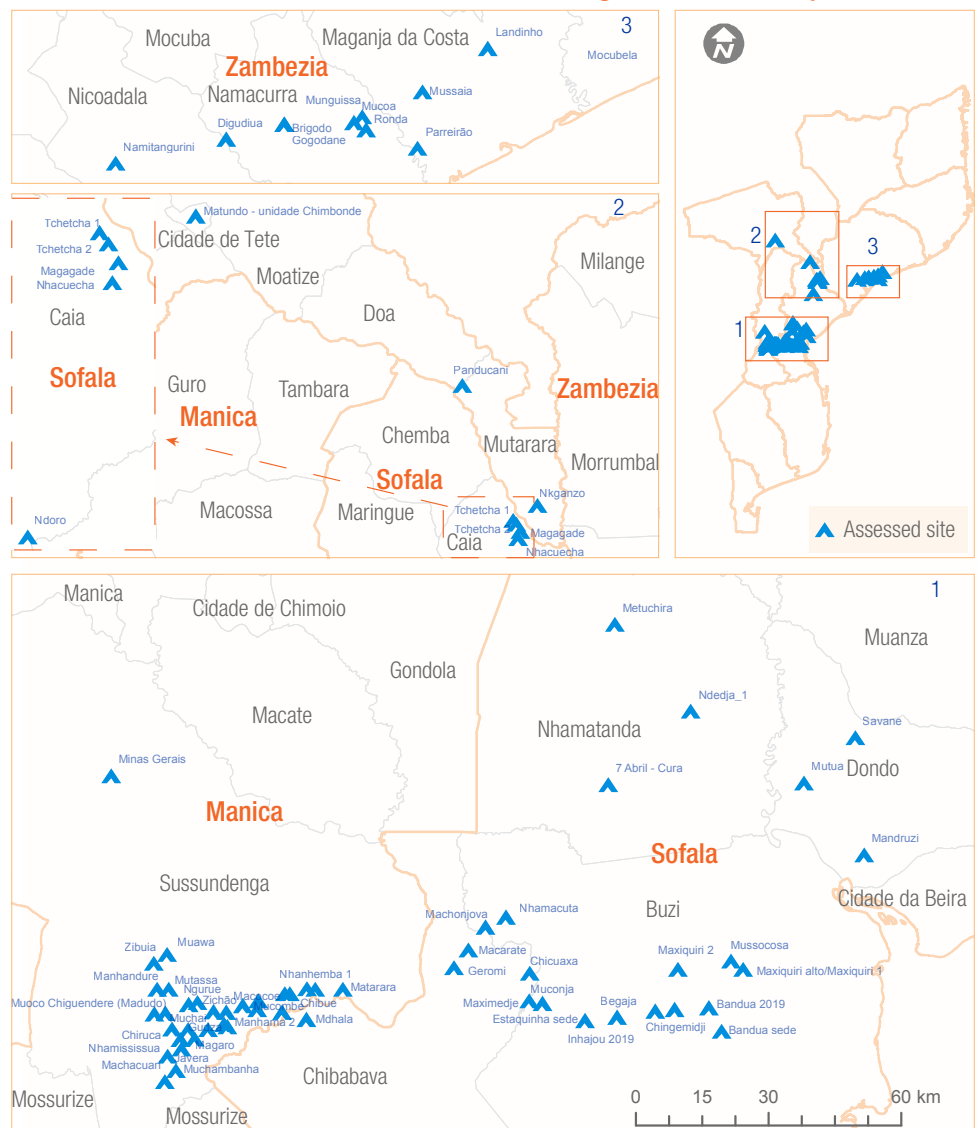 3
Landinho
Mocuba
Maganja da Costa
Mocubela
Zambezia
Nicoadala
Namacurra
Mussaia
Munguissa
Mucoa
Ronda
Digudiua
Brigodo
Gogodane
Parreirão
Namitangurini
N
2
3
1
Assessed site
2
Tchetcha 1
Matundo - unidade Chimbonde
Tchetcha 2
Cidade de Tete
Magagade
Moatize
Milange
Nhacuecha
Caia
Doa
Sofala
Guro
Tambara
Panducani
Zambezia
Manica
Chemba
Mutarara
Morrumbal
Sofala
Nkganzo
Ndoro
Macossa
Maringue
Tchetcha 1
Tchetcha 2
Magagade
Caia
Nhacuecha
1
Manica
Cidade de Chimoio
Metuchira
Muanza
Gondola
Macate
Ndedja_1
Nhamatanda
Savane
Minas Gerais
7 Abril - Cura
Mutua
Dondo
Manica
Sofala
Mandruzi
Sussundenga
Cidade da Beira
Nhamacuta
Buzi
Machonjova
Muawa
Zibuia
Macarate
Maxiquiri 2
Mussocosa
Geromi
Chicuaxa
Maxiquiri alto/Maxiquiri 1
Manhandure
Mutassa
Nhanhemba 1
Ngurue
Matarara
Muoco Chiguendere (Madudo)
Zichão
Macocoe
Chibue
Mucombe
Maximedje
Muconja
Begaja
Bandua 2019
Muchai
Manhama 2
Mdhala
Estaquinha sede
Chingemidji
Chiruca
Gudza
Inhajou 2019
Bandua sede
Nhamississua
Magaro
Javera
Machacuari
Muchambanha
Chibabava
Mossurize
Mossurize
0 15 30 60 km